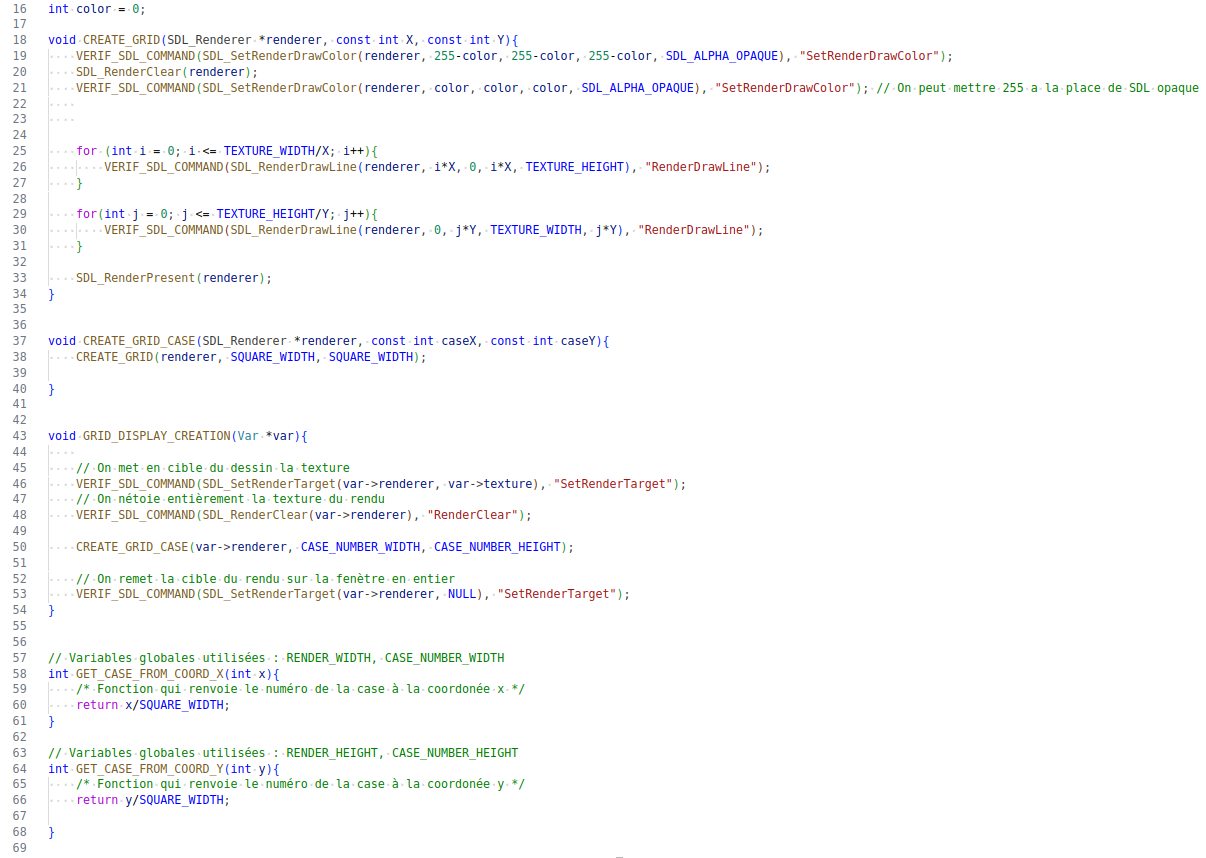 16 int color = 0;
17
18 void CREATE_GRID(SDL_Renderer *renderer, const int X, const int Y){
19     VERIF_SDL_COMMAND(SDL_SetRenderDrawColor(renderer, 255-color, 255-color, 255-color, SDL_ALPHA_OPAQUE), "SetRenderDrawColor");
20     SDL_RenderClear(renderer);
21     VERIF_SDL_COMMAND(SDL_SetRenderDrawColor(renderer, color, color, color, SDL_ALPHA_OPAQUE), "SetRenderDrawColor"); // On peut mettre 255 a la place de SDL opaque
22
23
24
25     for (int i = 0; i <= TEXTURE_WIDTH/X; i++){
26         VERIF_SDL_COMMAND(SDL_RenderDrawLine(renderer, i*X, 0, i*X, TEXTURE_HEIGHT), "RenderDrawLine");
27     }
28
29     for(int j = 0; j <= TEXTURE_HEIGHT/Y; j++){
30         VERIF_SDL_COMMAND(SDL_RenderDrawLine(renderer, 0, j*Y, TEXTURE_WIDTH, j*Y), "RenderDrawLine");
31     }
32
33     SDL_RenderPresent(renderer);
34 }
35
36
37 void CREATE_GRID_CASE(SDL_Renderer *renderer, const int caseX, const int caseY){
38     CREATE_GRID(renderer, SQUARE_WIDTH, SQUARE_WIDTH);
39
40 }
41
42
43 void GRID_DISPLAY_CREATION(Var *var){
44
45     // On met en cible du dessin la texture
46     VERIF_SDL_COMMAND(SDL_SetRenderTarget(var->renderer, var->texture), "SetRenderTarget");
47     // On nétoie entièrement la texture du rendu
48     VERIF_SDL_COMMAND(SDL_RenderClear(var->renderer), "RenderClear");
49
50     CREATE_GRID_CASE(var->renderer, CASE_NUMBER_WIDTH, CASE_NUMBER_HEIGHT);
51
52     // On remet la cible du rendu sur la fenètre en entier
53     VERIF_SDL_COMMAND(SDL_SetRenderTarget(var->renderer, NULL), "SetRenderTarget");
54 }
55
56
57 // Variables globales utilisées : RENDER_WIDTH, CASE_NUMBER_WIDTH
58 int GET_CASE_FROM_COORD_X(int x){
59     /* Fonction qui renvoie le numéro de la case à la coordonée x */
60     return x/SQUARE_WIDTH;
61 }
62
63 // Variables globales utilisées : RENDER_HEIGHT, CASE_NUMBER_HEIGHT
64 int GET_CASE_FROM_COORD_Y(int y){
65     /* Fonction qui renvoie le numéro de la case à la coordonée y */
66     return y/SQUARE_WIDTH;
67
68 }
69